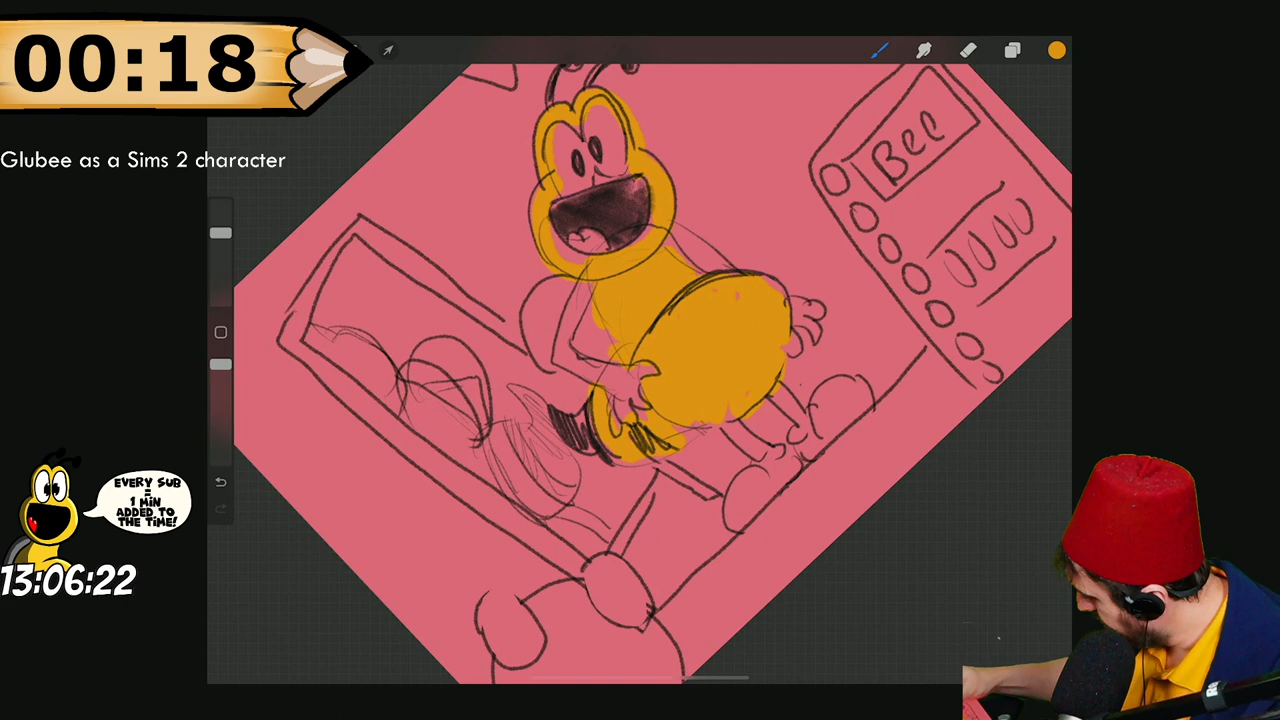 00:18
Glubee as a Sims 2 character
Bee
EVERY SUB
=
1 MIN
ADDED TO
THE TIME!
13:06:22